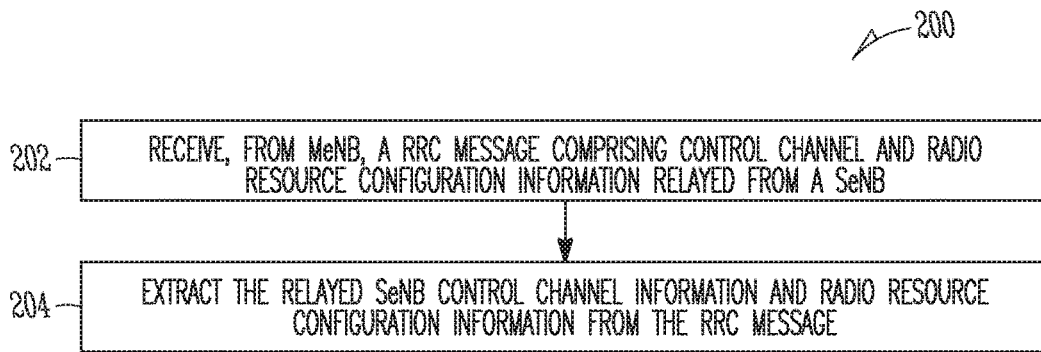 200
202
RECEIVE, FROM MeNB, A RRC MESSAGE COMPRISING CONTROL CHANNEL AND RADIO
RESOURCE CONFIGURATION INFORMATION RELAYED FROM A SeNB
204
EXTRACT THE RELAYED SeNB CONTROL CHANNEL INFORMATION AND RADIO RESOURCE
CONFIGURATION INFORMATION FROM THE RRC MESSAGE